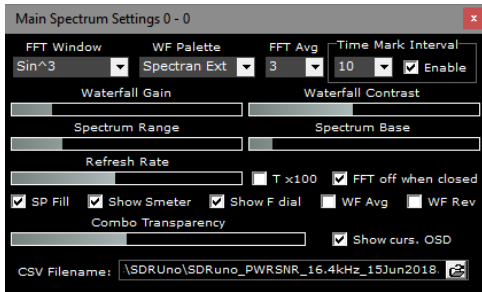 Main Spectrum Settings 0 - 0 x
FFT Window WF Palette FFT Avg Time Mark Interval
Sin^3 Spectran Ext 3 10 Enable
Waterfall Gain Waterfall Contrast
Spectrum Range Spectrum Base
Refresh Rate
T x100 FFT off when closed
SP Fill Show Smeter Show F dial WF Avg WF Rev
Combo Transparency
Show curs. OSD
CSV Filename: \SDRUno\SDRuno_PWRSNR_16.4kHz_15Jun2018.